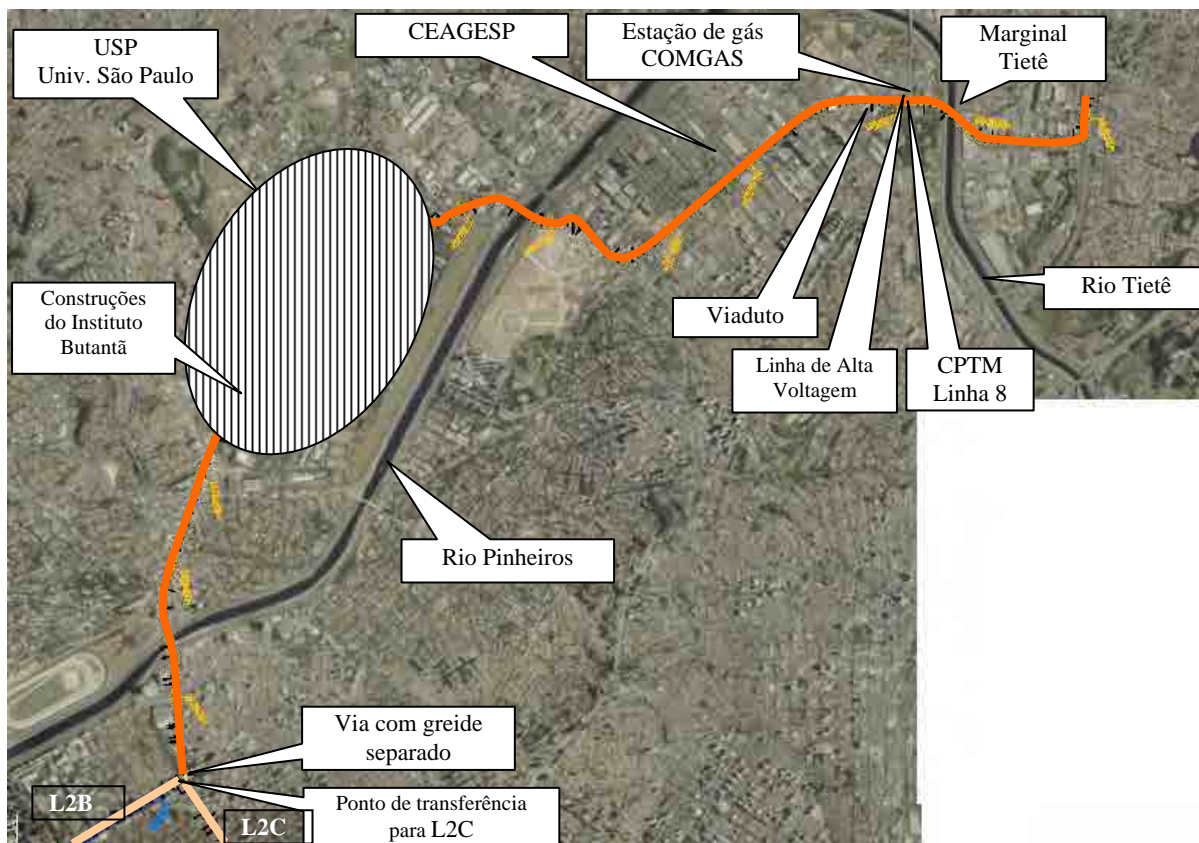 USP
Univ. São Paulo
CEAGESP
Estação de gás
COMGAS
Marginal
Tietê
Construções
do Instituto
Butantã
Rio Tietê
Viaduto
Linha de Alta
Voltagem
CPTM
Linha 8
Rio Pinheiros
Via com greide
separado
L2B
Ponto de transferência
para L2C
L2C